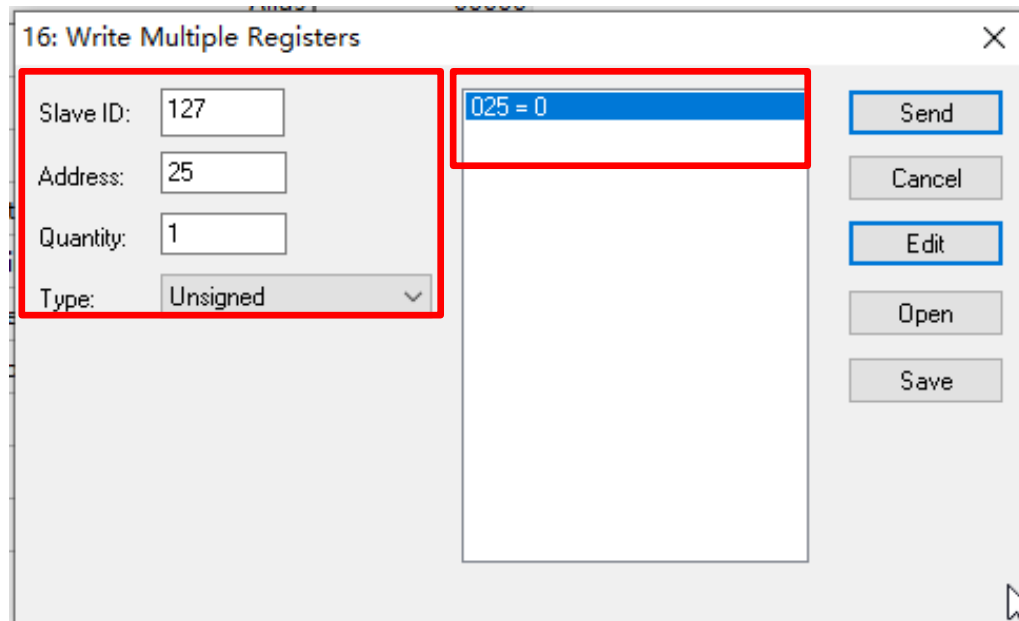 16: Write Multiple Registers
Slave ID: 127
Address: 25
Quantity: 1
Type: Unsigned
025 = 0
Send
Cancel
Edit
Open
Save